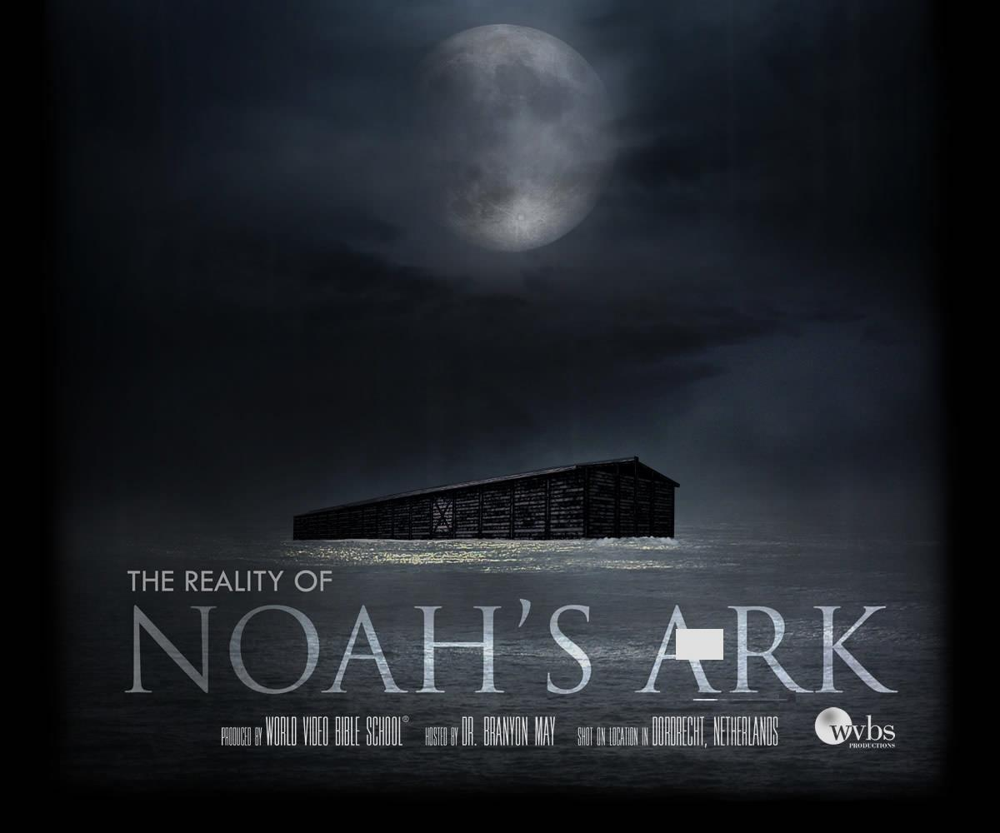 THE REALITY OF
NOAH'S ARK
PRODUCED BY WORLD VIDEO BIBLE SCHOOL® HOSTED BY DR. BRANYON MAY SHOT ON LOCATION IN DORDRECHT, NETHERLANDS
wvbs
PRODUCTIONS